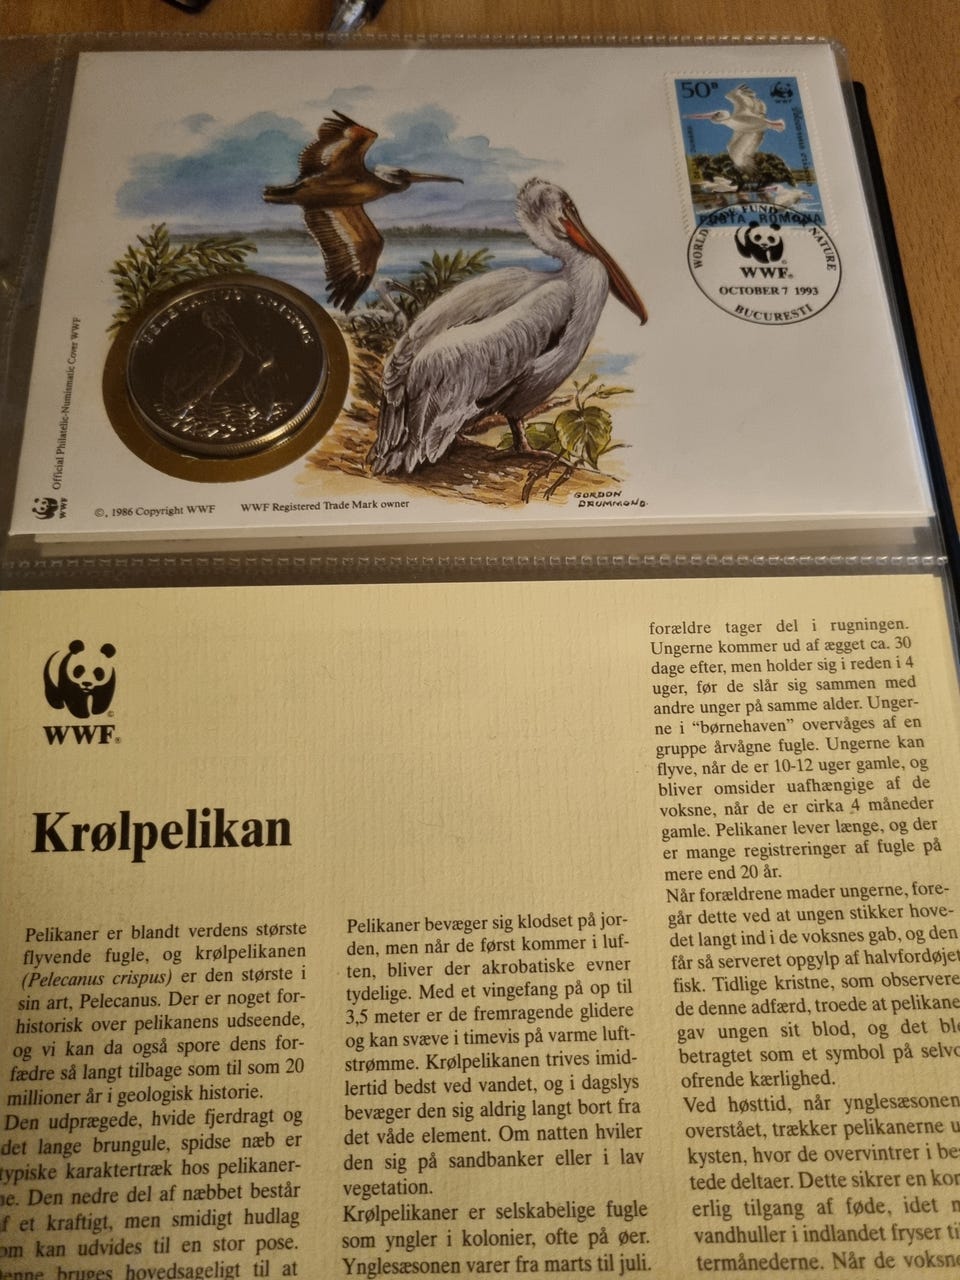 50B
WWF
POSTA ROMANA
WORLD WIDE FUND FOR NATURE
WWF®
OCTOBER 7 1993
BUCURESTI
PELECANUS CRISPUS
Official Philatelic-Numismatic Cover WWF
WWF
©, 1986 Copyright WWF WWF Registered Trade Mark owner
GORDON
DRUMMOND.
WWF®
Krølpelikan
Pelikaner er blandt verdens største
flyvende fugle, og krølpelikanen
(Pelecanus crispus) er den største i
sin art, Pelecanus. Der er noget for-
historisk over pelikanens udseende,
og vi kan da også spore dens for-
fædre så langt tilbage som til som 20
millioner år i geologisk historie.
Den udprægede, hvide fjerdragt og
det lange brungule, spidse næb er
typiske karaktertræk hos pelikaner-
ne. Den nedre del af næbbet består
f et kraftigt, men smidigt hudlag
om kan udvides til en stor pose.
enne bruges hovedsageligt til at
Pelikaner bevæger sig klodset på jor-
den, men når de først kommer i luf-
ten, bliver der akrobatiske evner
tydelige. Med et vingefang på op til
3,5 meter er de fremragende glidere
og kan svæve i timevis på varme luft-
strømme. Krølpelikanen trives imid-
lertid bedst ved vandet, og i dagslys
bevæger den sig aldrig langt bort fra
det våde element. Om natten hviler
den sig på sandbanker eller i lav
vegetation.
Krølpelikaner er selskabelige fugle
som yngler i kolonier, ofte på øer.
Ynglesæsonen varer fra marts til juli.
forældre tager del i rugningen.
Ungerne kommer ud af ægget ca. 30
dage efter, men holder sig i reden i 4
uger, før de slår sig sammen med
andre unger på samme alder. Unger-
ne i "børnehaven" overvåges af en
gruppe årvågne fugle. Ungerne kan
flyve, når de er 10-12 uger gamle, og
bliver omsider uafhængige af de
voksne, når de er cirka 4 måneder
gamle. Pelikaner lever længe, og der
er mange registreringer af fugle på
mere end 20 år.
Når forældrene mader ungerne, fore-
går dette ved at ungen stikker hove-
det langt ind i de voksnes gab, og den
får så serveret opgylp af halvfordøjet
fisk. Tidlige kristne, som observere
de denne adfærd, troede at pelikane
gav ungen sit blod, og det ble
betragtet som et symbol på selvo
ofrende kærlighed.
Ved høsttid, når ynglesæsonen
overstået, trækker pelikanerne u
kysten, hvor de overvintrer i be
tede deltaer. Dette sikrer en kon
erlig tilgang af føde, idet
vandhuller i indlandet fryser ti
termånederne. Når de voksne